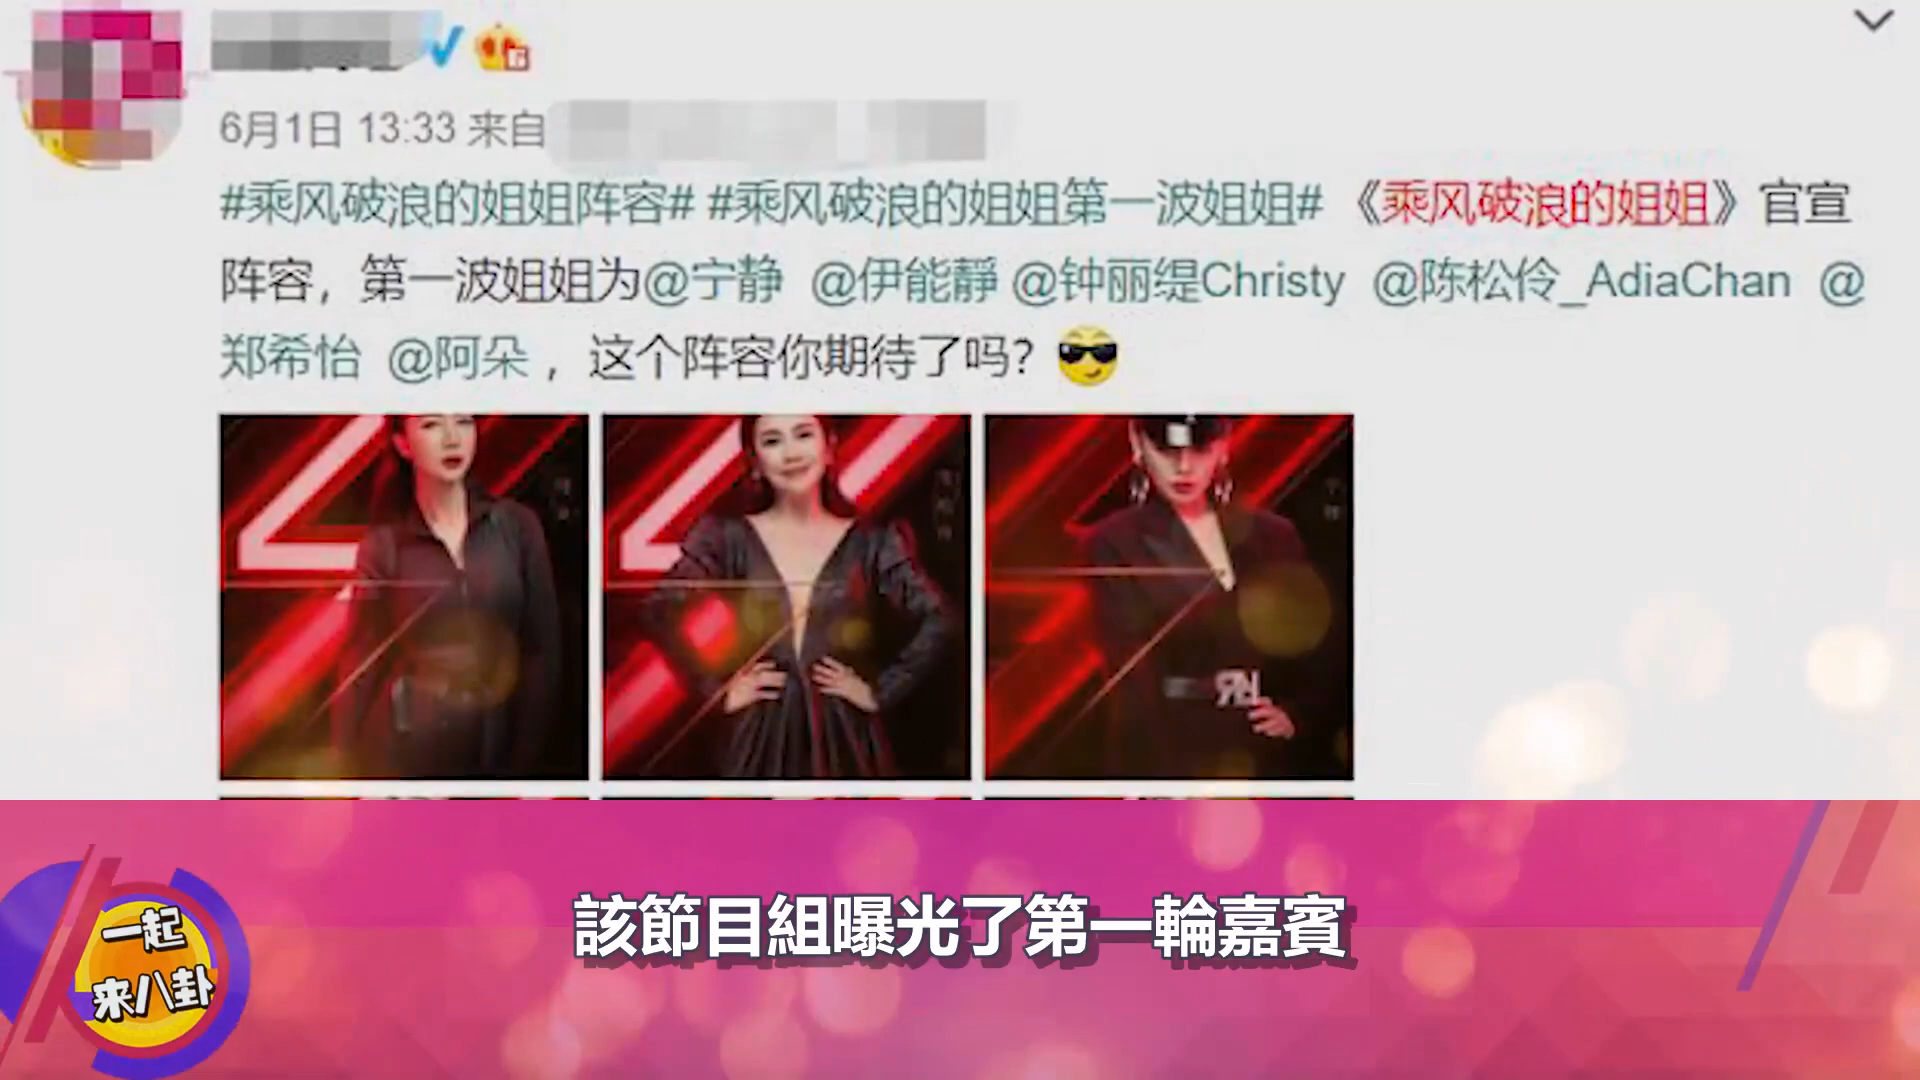 6月1日 13:33 来自
#乘风破浪的姐姐阵容# #乘风破浪的姐姐第一波姐姐# 《乘风破浪的姐姐》官宣
阵容，第一波姐姐为@宁静 @伊能靜 @钟丽缇Christy @陈松伶_AdiaChan @
郑希怡 @阿朵 ，这个阵容你期待了吗？
該節目組曝光了第一輪嘉賓
一起
来八卦